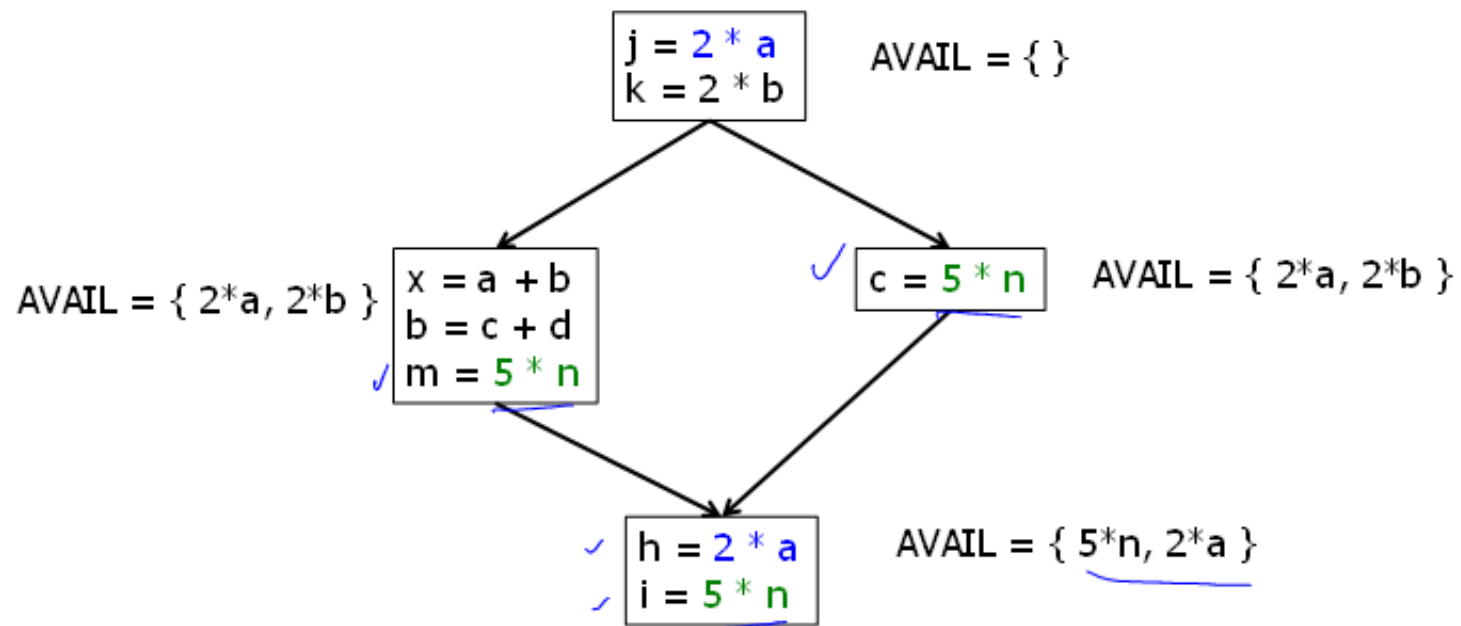 j = 2 * a
k = 2 * b
AVAIL = { }
AVAIL = { 2*a, 2*b }
x = a + b
b = c + d
m = 5 * n
c = 5 * n
AVAIL = { 2*a, 2*b }
h = 2 * a
i = 5 * n
AVAIL = { 5*n, 2*a }